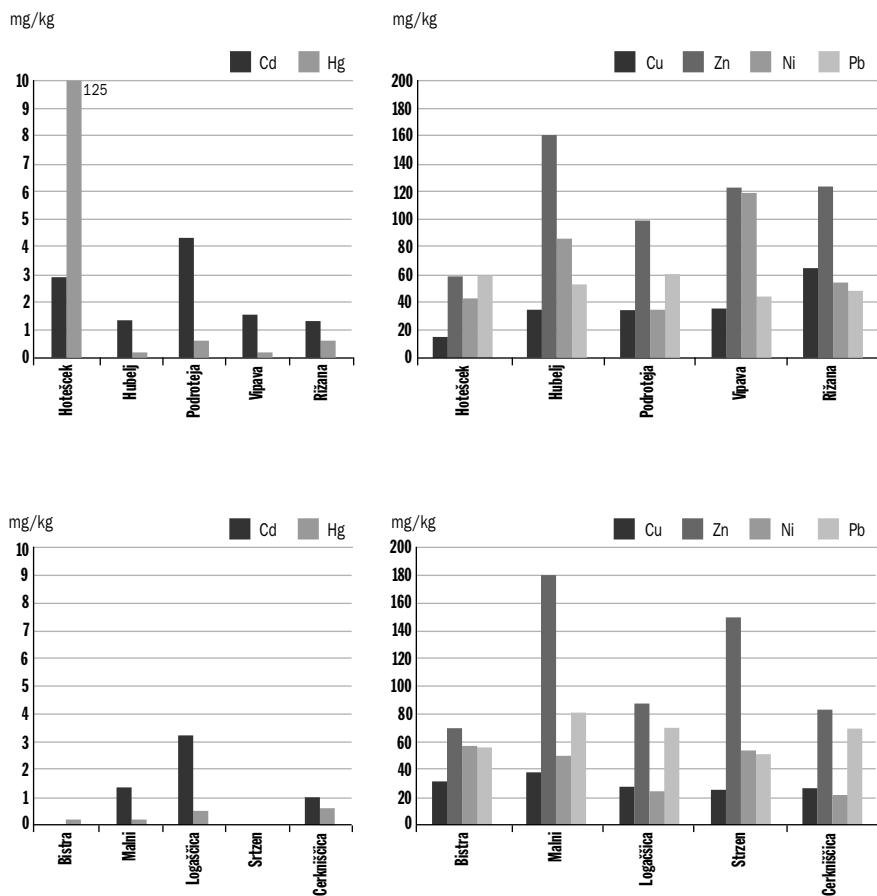 mg/kg
Cd Hg
10
9
8
7
6
5
4
3
2
1
0
125
Hotešcek
Hubelj
Podroteja
Vipava
Rižana
mg/kg
Cu Zn Ni Pb
200
180
160
140
120
100
80
60
40
20
0
Hotešcek
Hubelj
Podroteja
Vipava
Rižana
mg/kg
Cd Hg
10
9
8
7
6
5
4
3
2
1
0
Bistra
Malni
Logaščica
Srtzen
Cerkniščica
mg/kg
Cu Zn Ni Pb
200
180
160
140
120
100
80
60
40
20
0
Bistra
Malni
Logačšica
Strzen
Cerkniščica